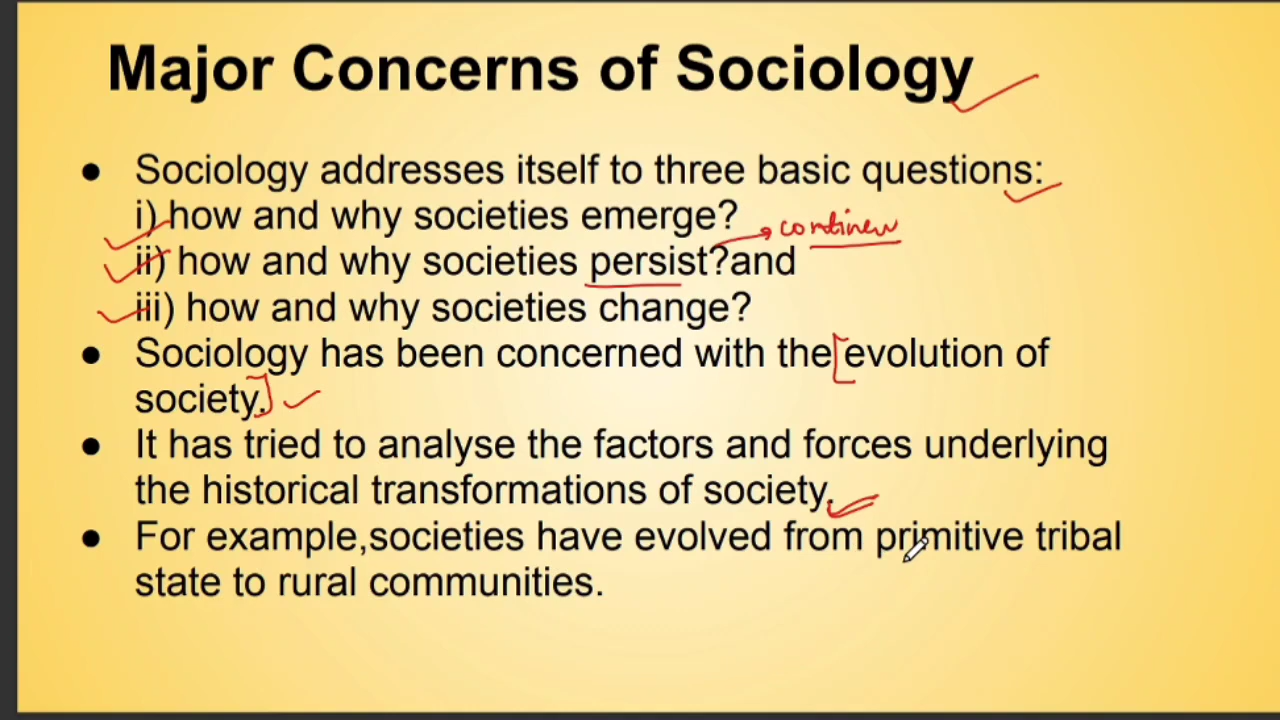 Major Concerns of Sociology
● Sociology addresses itself to three basic questions:
i) how and why societies emerge?
continew
ii) how and why societies persist?and
iii) how and why societies change?
● Sociology has been concerned with the [evolution of
society.]
● It has tried to analyse the factors and forces underlying
the historical transformations of society.
● For example,societies have evolved from primitive tribal
state to rural communities.